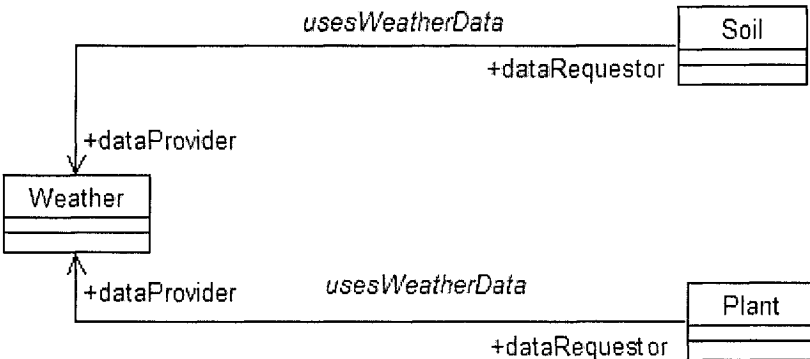 usesWeatherData
Soil
+dataRequestor
+dataProvider
Weather
+dataProvider
usesWeatherData
Plant
+dataRequestor